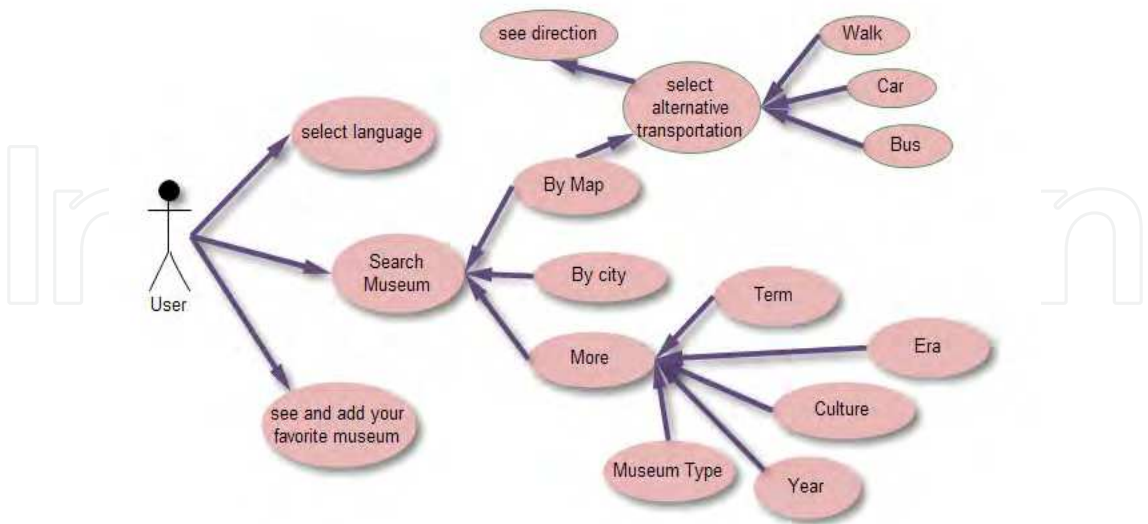 see direction
Walk
select
alternative
transportation
Car
Bus
select language
By Map
User
Search
Museum
By city
Term
More
Era
Culture
see and add your
favorite museum
Museum Type
Year